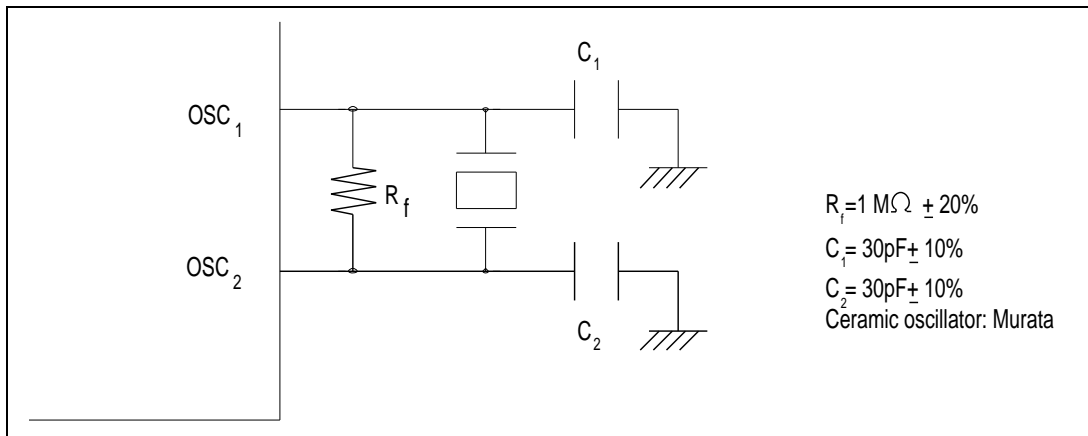 C1
OSC1
Rf
OSC2
C2
Rf=1 MΩ ± 20%
C1= 30pF± 10%
C2= 30pF± 10%
Ceramic oscillator: Murata